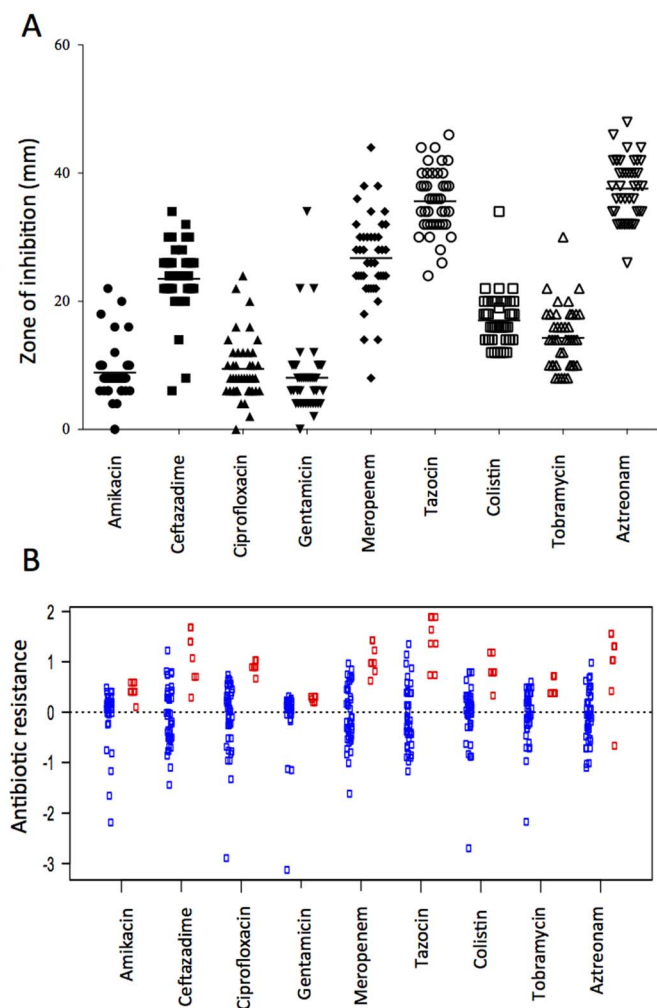 A
Zone of inhibition (mm)
60
40
20
0
Amikacin
Ceftazadime
Ciprofloxacin
Gentamicin
Meropenem
Tazocin
Colistin
Tobramycin
Aztreonam
B
Antibiotic resistance
2
1
0
-1
-2
-3
Amikacin
Ceftazadime
Ciprofloxacin
Gentamicin
Meropenem
Tazocin
Colistin
Tobramycin
Aztreonam